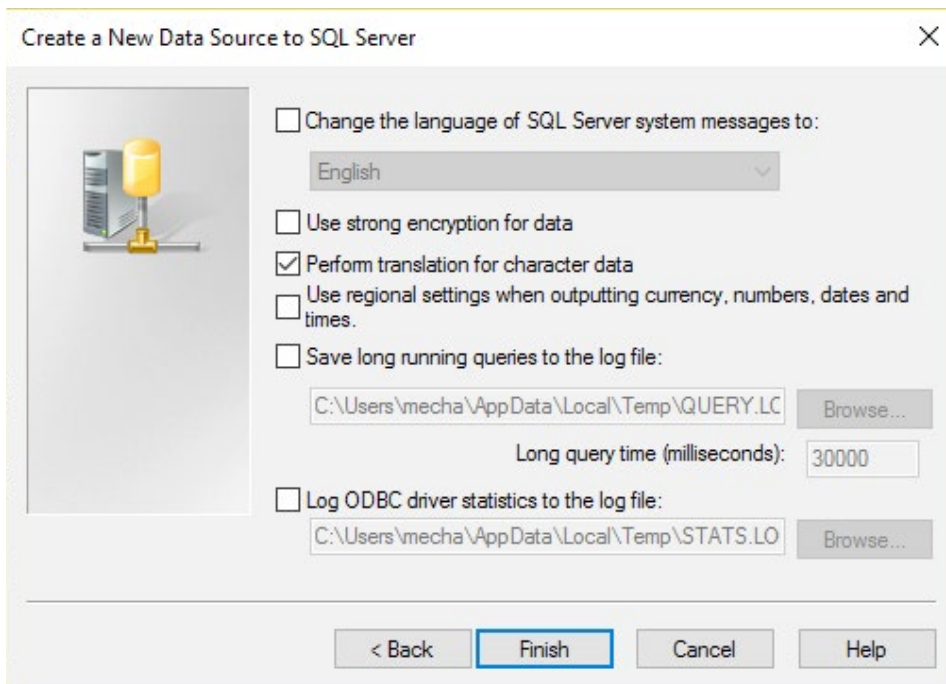 Create a New Data Source to SQL Server
Change the language of SQL Server system messages to:
English
Use strong encryption for data
Perform translation for character data
Use regional settings when outputting currency, numbers, dates and
times.
Save long running queries to the log file:
C:\Users\mecha\AppData\Local\Temp\QUERY.LC Browse...
Long query time (milliseconds): 30000
Log ODBC driver statistics to the log file:
C:\Users\mecha\AppData\Local\Temp\STATS.LO Browse...
< Back Finish Cancel Help